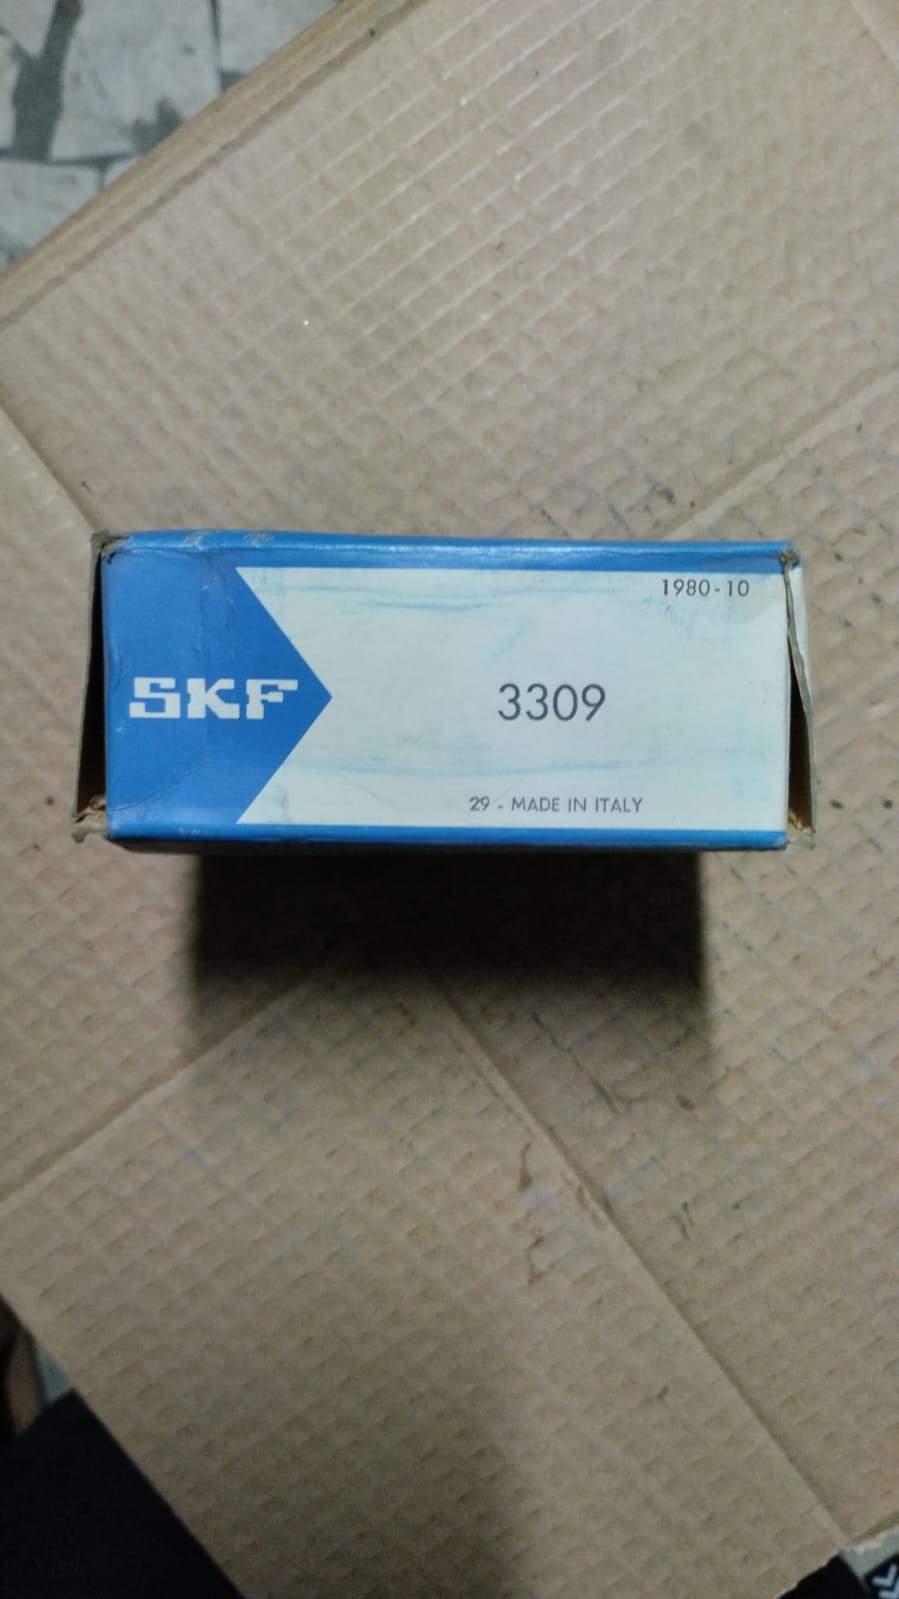 1980-10
SKF
3309
29 - MADE IN ITALY